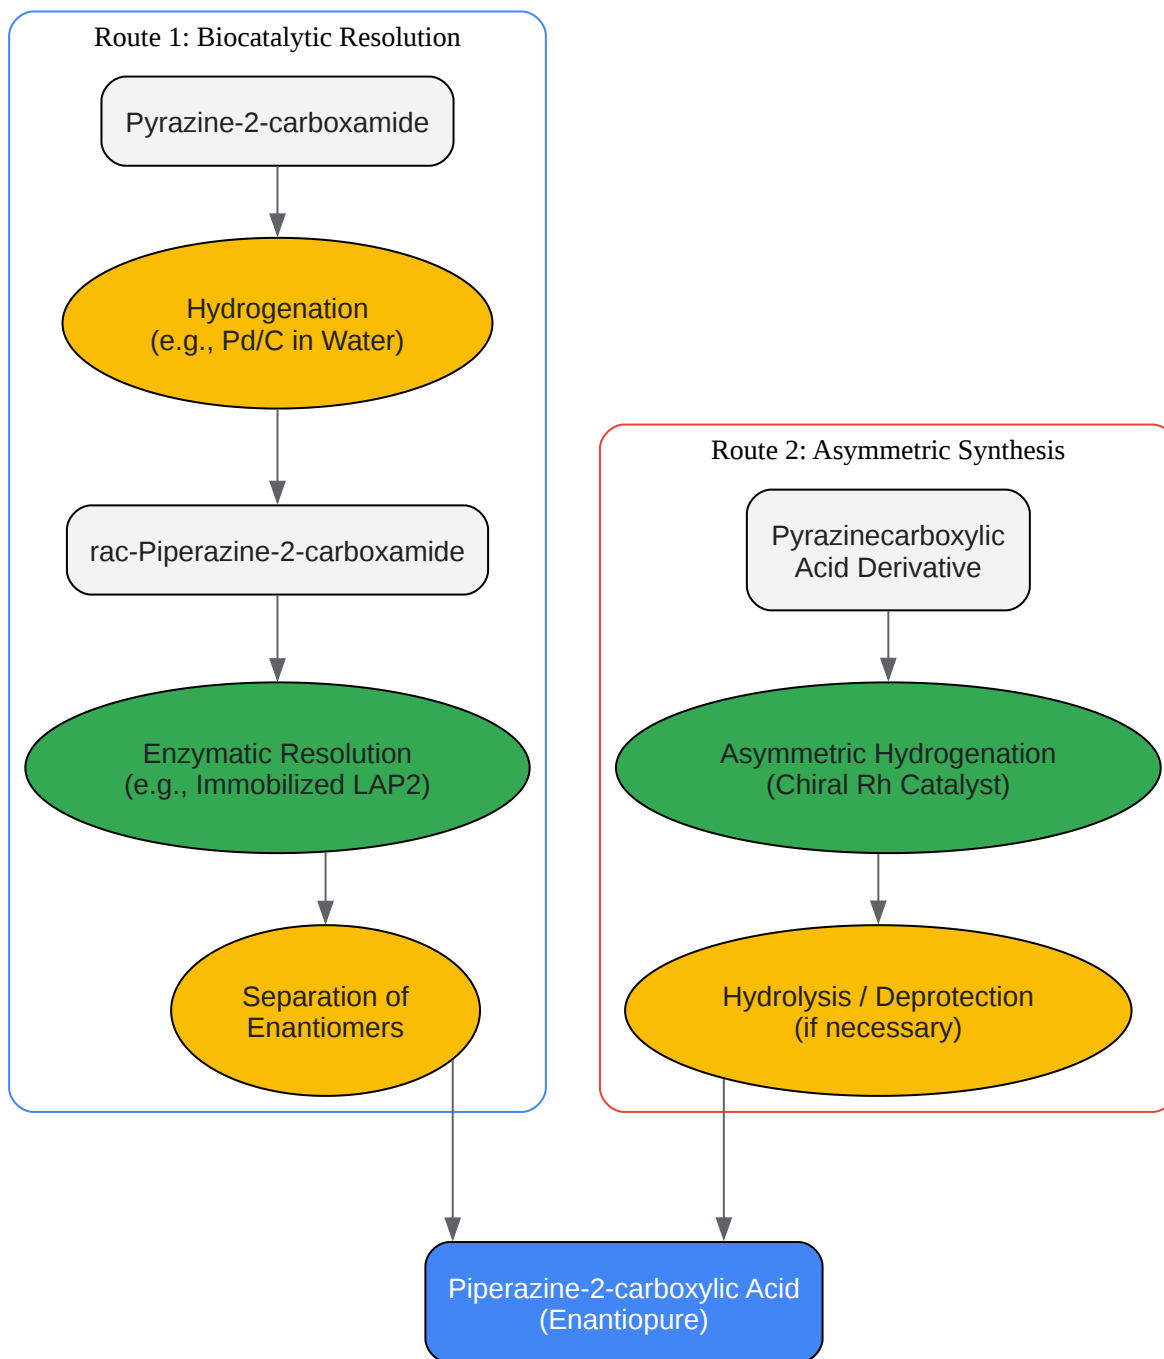 Route 1: Biocatalytic Resolution
Pyrazine-2-carboxamide
Hydrogenation
(e.g., Pd/C in Water)
rac-Piperazine-2-carboxamide
Enzymatic Resolution
(e.g., Immobilized LAP2)
Separation of
Enantiomers
Route 2: Asymmetric Synthesis
Pyrazinecarboxylic
Acid Derivative
Asymmetric Hydrogenation
(Chiral Rh Catalyst)
Hydrolysis / Deprotection
(if necessary)
Piperazine-2-carboxylic Acid
(Enantiopure)